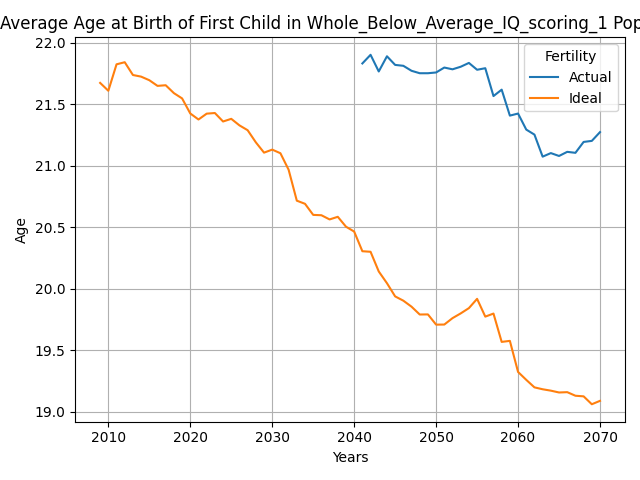 Average Age at Birth of First Child in Whole_Below_Average_IQ_scoring_1 Pop
22.0
21.5
21.0
20.5
20.0
19.5
19.0
Age
Fertility
Actual
Ideal
2010 2020 2030 2040 2050 2060 2070
Years